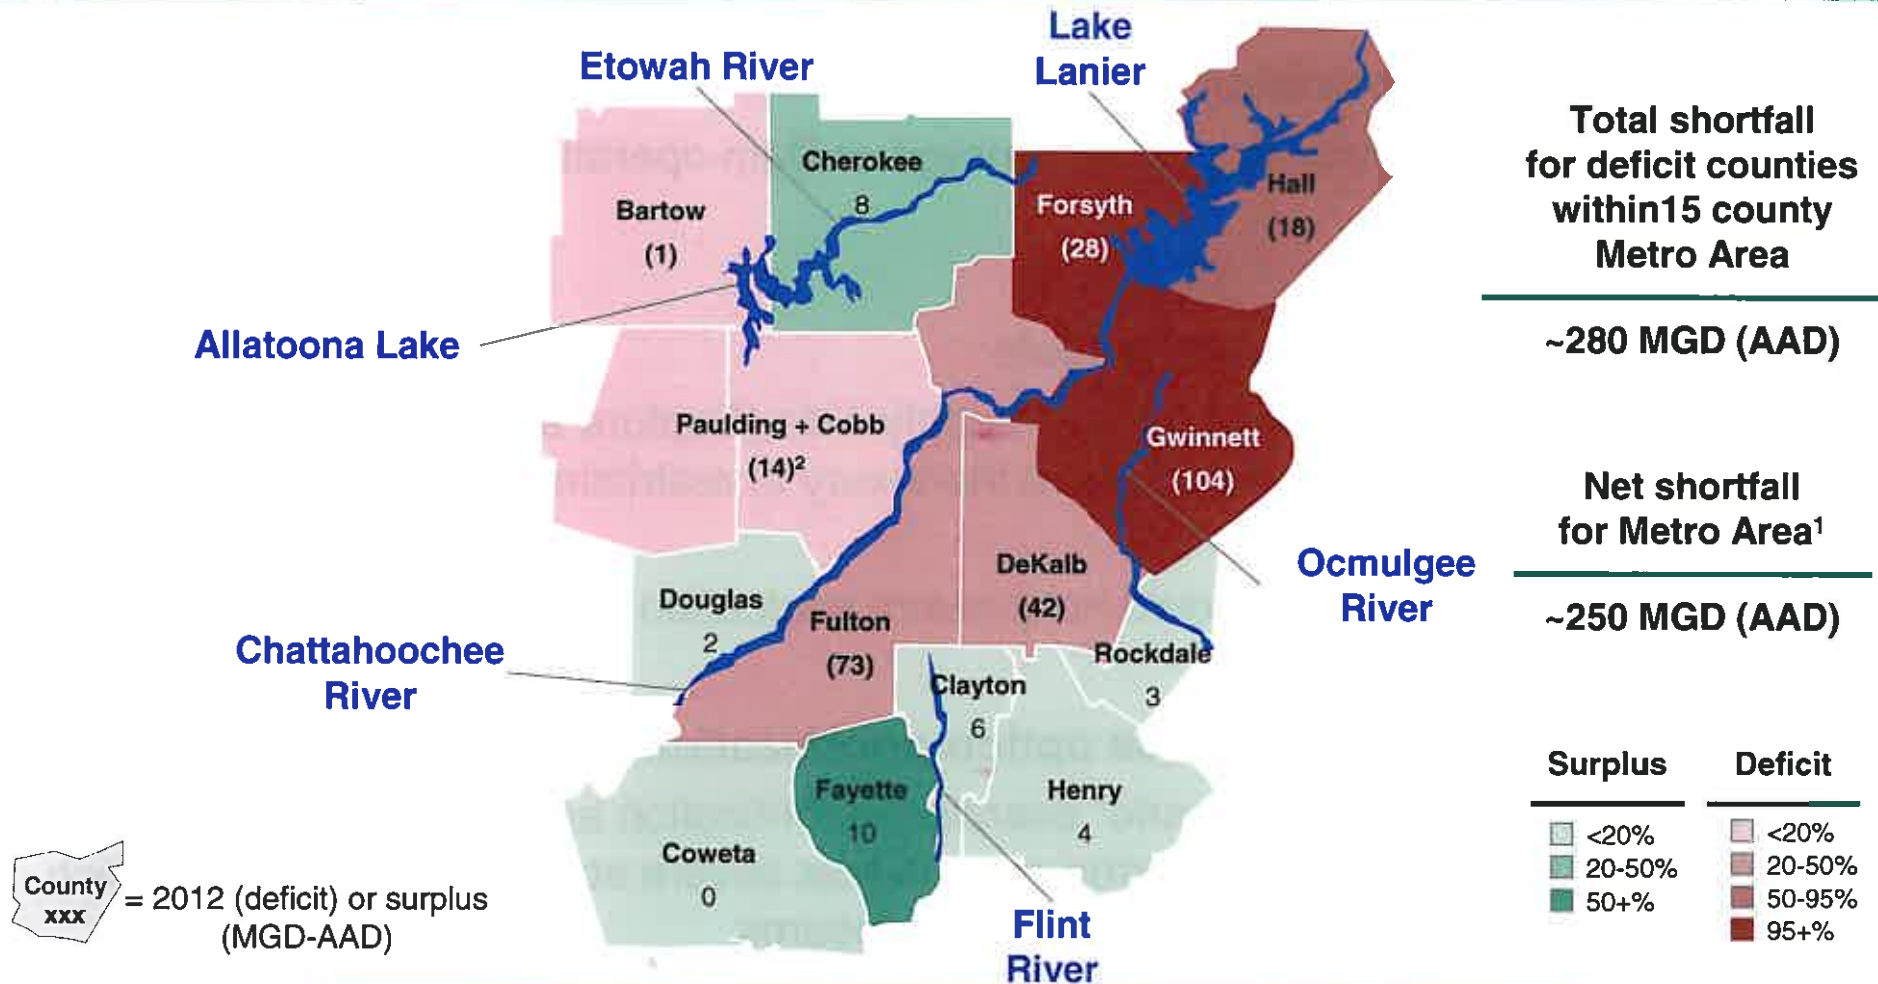 Lake
Lanier
Etowah River
Total shortfall
for deficit counties
within15 county
Metro Area
~280 MGD (AAD)
Cherokee
8
Bartow
(1)
Forsyth
(28)
Hall
(18)
Allatoona Lake
Paulding + Cobb
(14)²
Gwinnett
(104)
Net shortfall
for Metro Area¹
~250 MGD (AAD)
Ocmulgee
River
DeKalb
(42)
Douglas
2
Fulton
(73)
Chattahoochee
River
Rockdale
3
Clayton
6
Fayette
10
Henry
4
Coweta
0
Flint
River
County
xxx
= 2012 (deficit) or surplus
(MGD-AAD)
Surplus
<20%
20-50%
50+%
Deficit
<20%
20-50%
50-95%
95+%